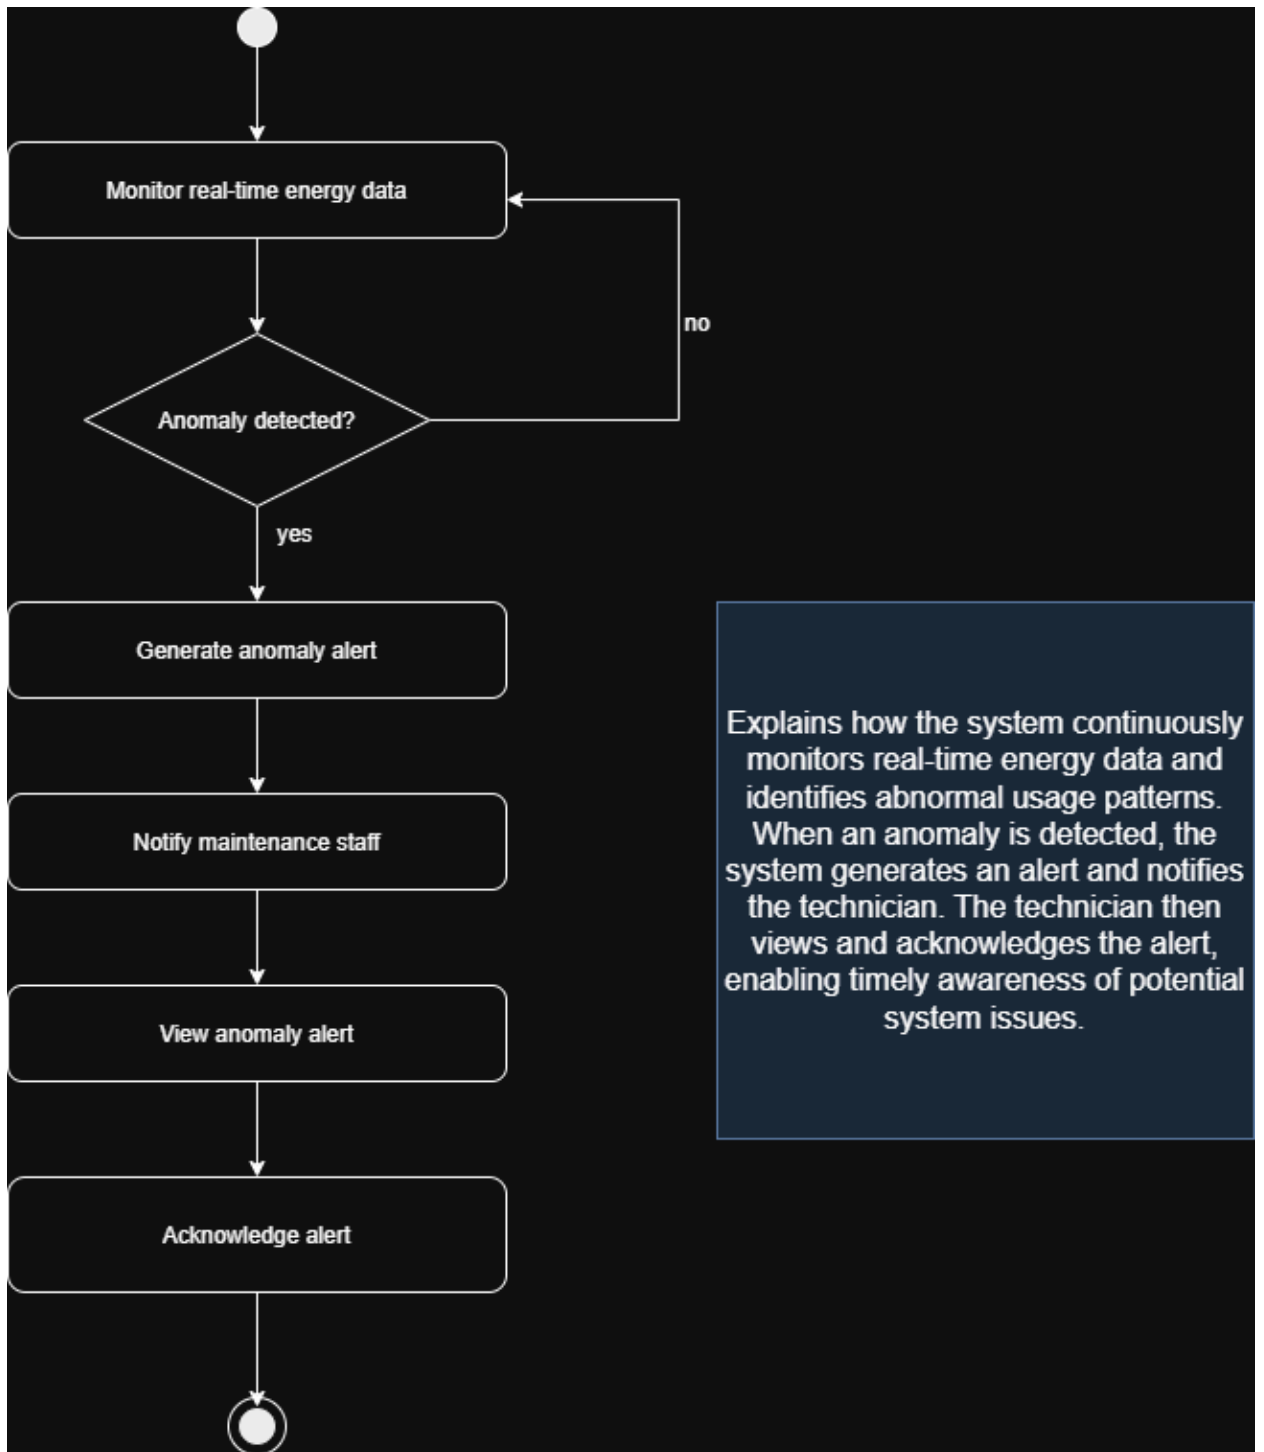 Monitor real-time energy data
no
Anomaly detected?
yes
Generate anomaly alert
Notify maintenance staff
View anomaly alert
Acknowledge alert
Explains how the system continuously
monitors real-time energy data and
identifies abnormal usage patterns.
When an anomaly is detected, the
system generates an alert and notifies
the technician. The technician then
views and acknowledges the alert,
enabling timely awareness of potential
system issues.